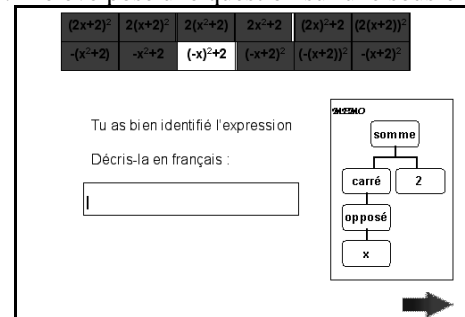 (2x+2)² 2(x+2)² 2(x²+2) 2x²+2 (2x)²+2 (2(x+2))²
-(x²+2) -x²+2 (-x)²+2 (-x+2)² (-(x+2))² -(x+2)²
Tu as bien identifié l'expression
Décris-la en français :
MEMO
somme
carré 2
opposé
x